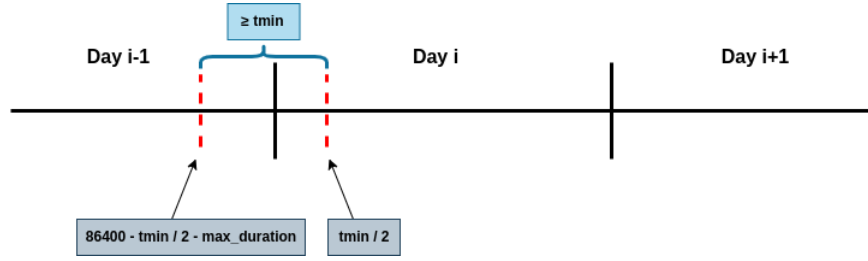 ≥ tmin
Day i-1
Day i
Day i+1
86400 - tmin / 2 - max_duration
tmin / 2